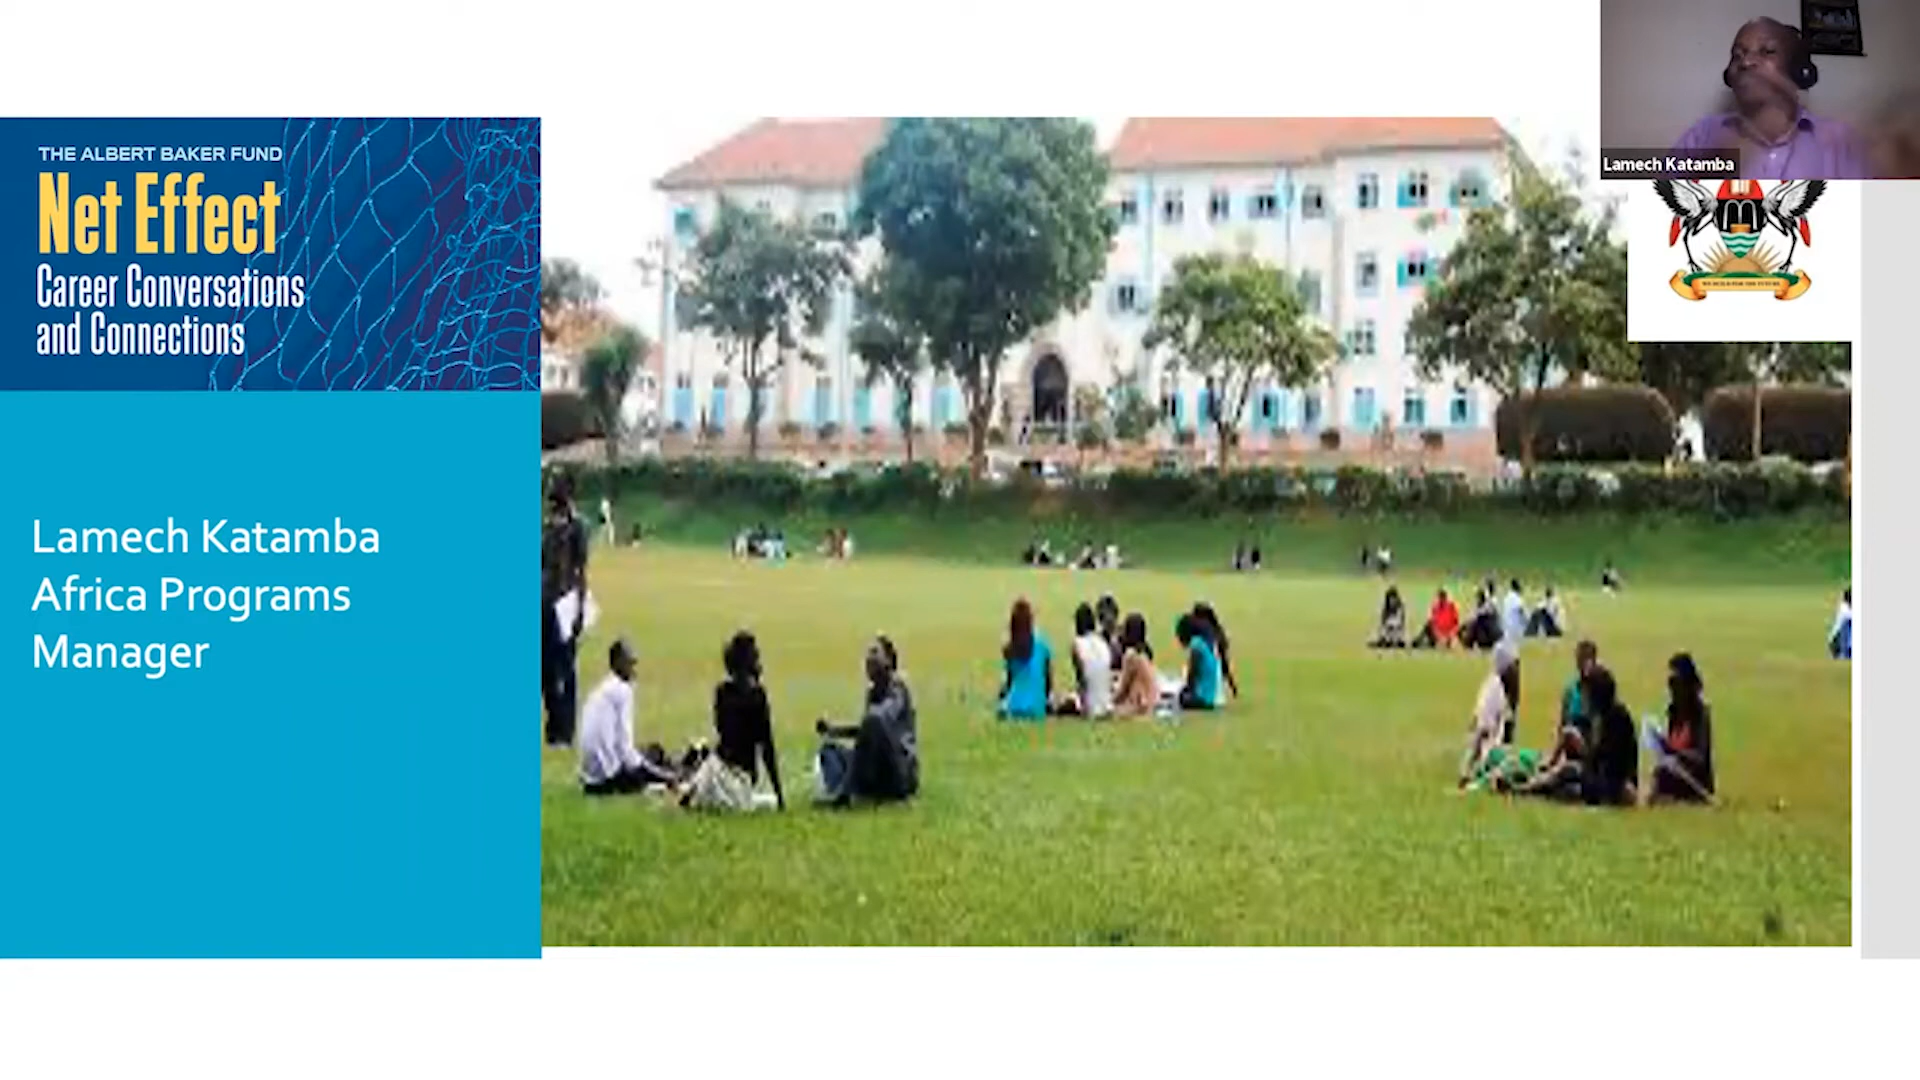 THE ALBERT BAKER FUND
Net Effect
Career Conversations
and Connections
Lamech Katamba
Africa Programs
Manager
Lamech Katamba